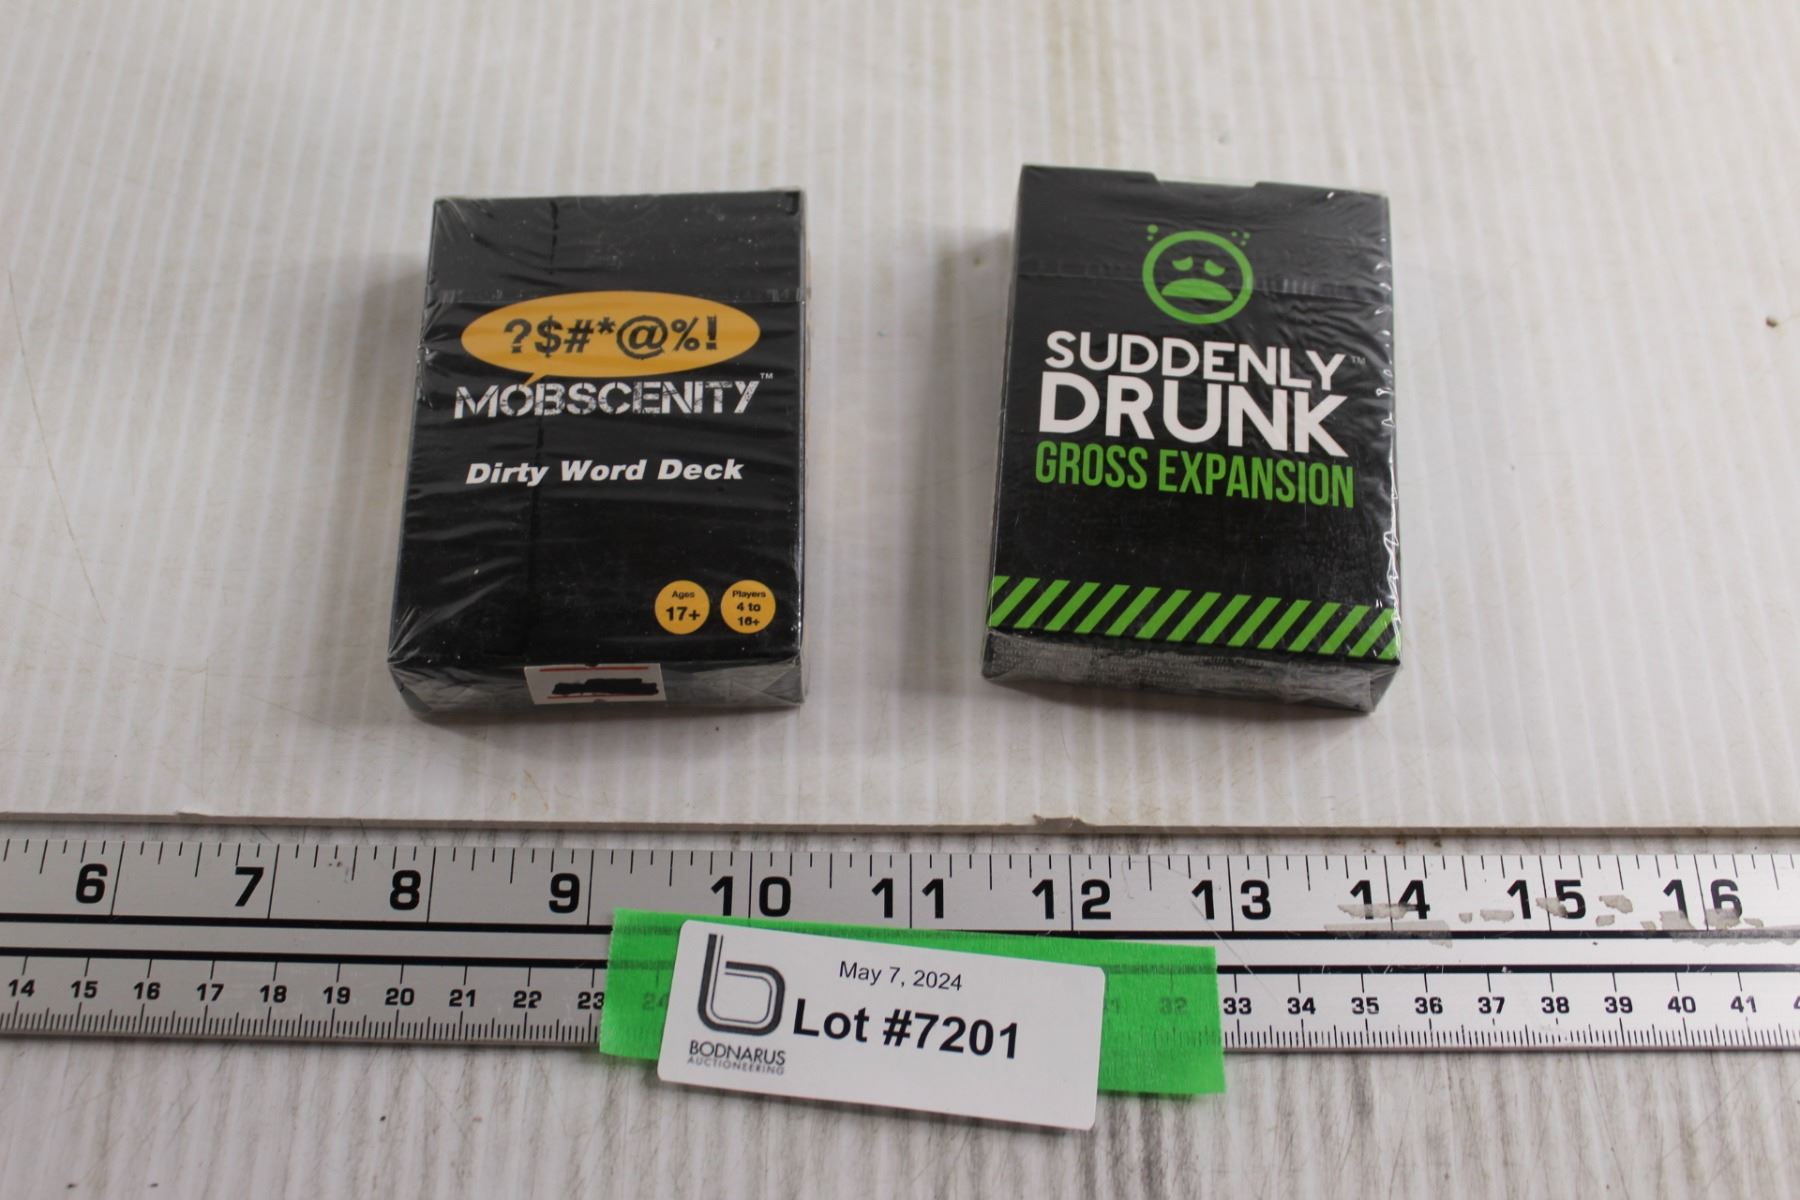 ?$#*@%!
MOBSCENITY™
Dirty Word Deck
Ages
17+
Players
4 to
16+
SUDDENLY™
DRUNK
GROSS EXPANSION
6 7 8 9 10 11 12 13 14 15 16
14 15 16 17 18 19 20 21 22 23 24 32 33 34 35 36 37 38 39 40 41
May 7, 2024
Lot #7201
b
BODNARUS
AUCTIONEERING